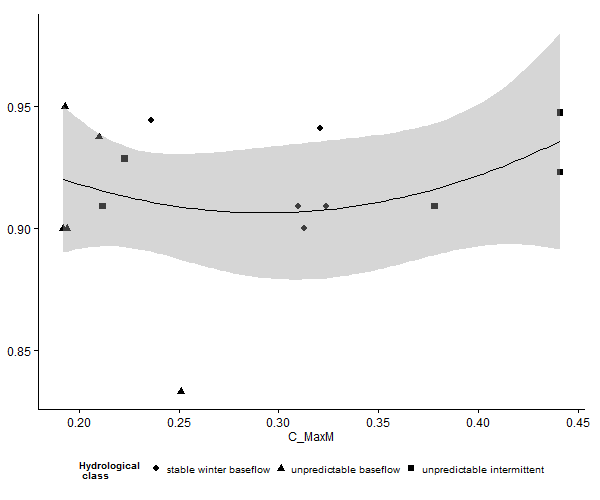 0.95
0.90
0.85
0.20 0.25 0.30 0.35 0.40 0.45
C_MaxM
Hydrological
class
stable winter baseflow unpredictable baseflow unpredictable intermittent